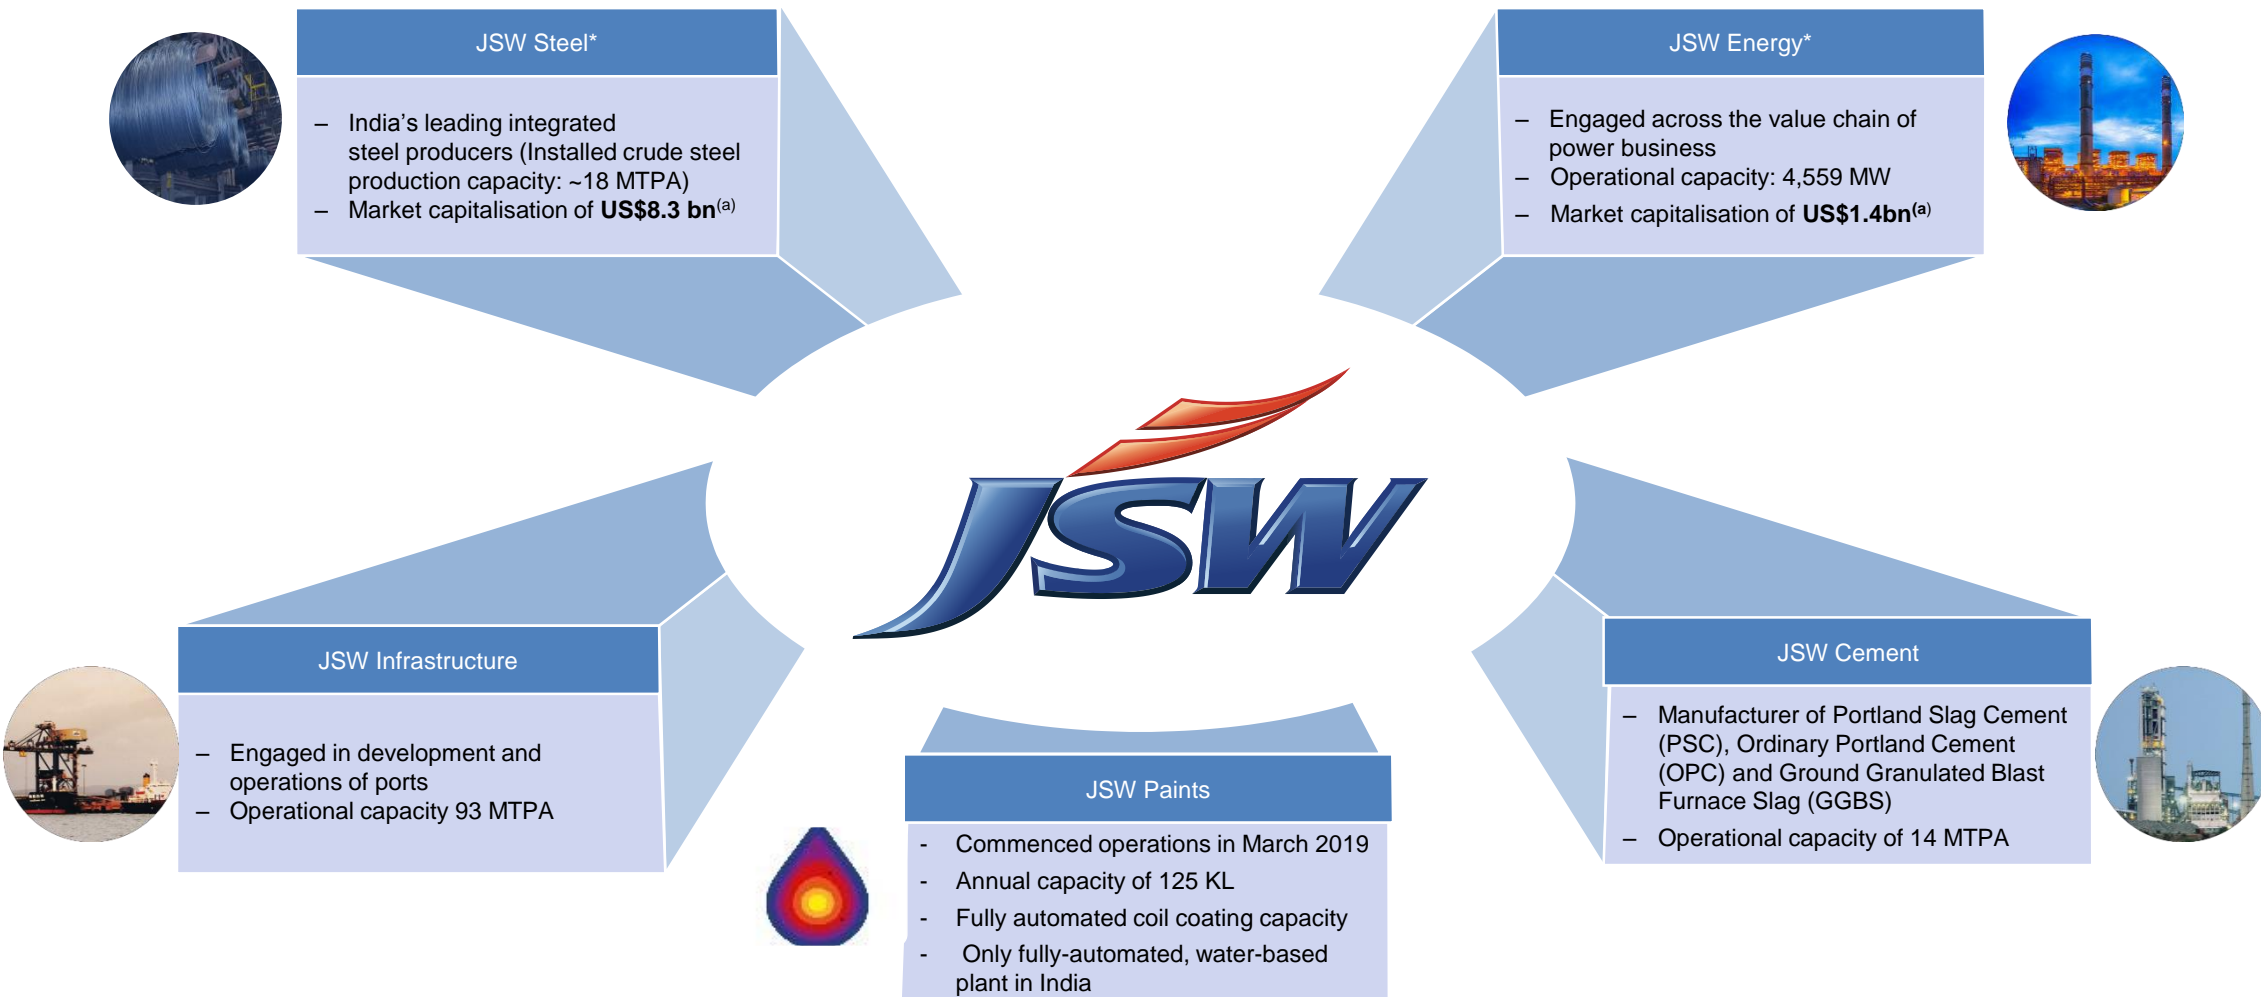 JSW Steel*
– India’s leading integrated
steel producers (Installed crude steel
production capacity: ~18 MTPA)
– Market capitalisation of US$8.3 bn(a)
JSW Energy*
– Engaged across the value chain of
power business
– Operational capacity: 4,559 MW
– Market capitalisation of US$1.4bn(a)
JSW
JSW Infrastructure
– Engaged in development and
operations of ports
– Operational capacity 93 MTPA
JSW Paints
- Commenced operations in March 2019
- Annual capacity of 125 KL
- Fully automated coil coating capacity
- Only fully-automated, water-based
plant in India
JSW Cement
– Manufacturer of Portland Slag Cement
(PSC), Ordinary Portland Cement
(OPC) and Ground Granulated Blast
Furnace Slag (GGBS)
– Operational capacity of 14 MTPA